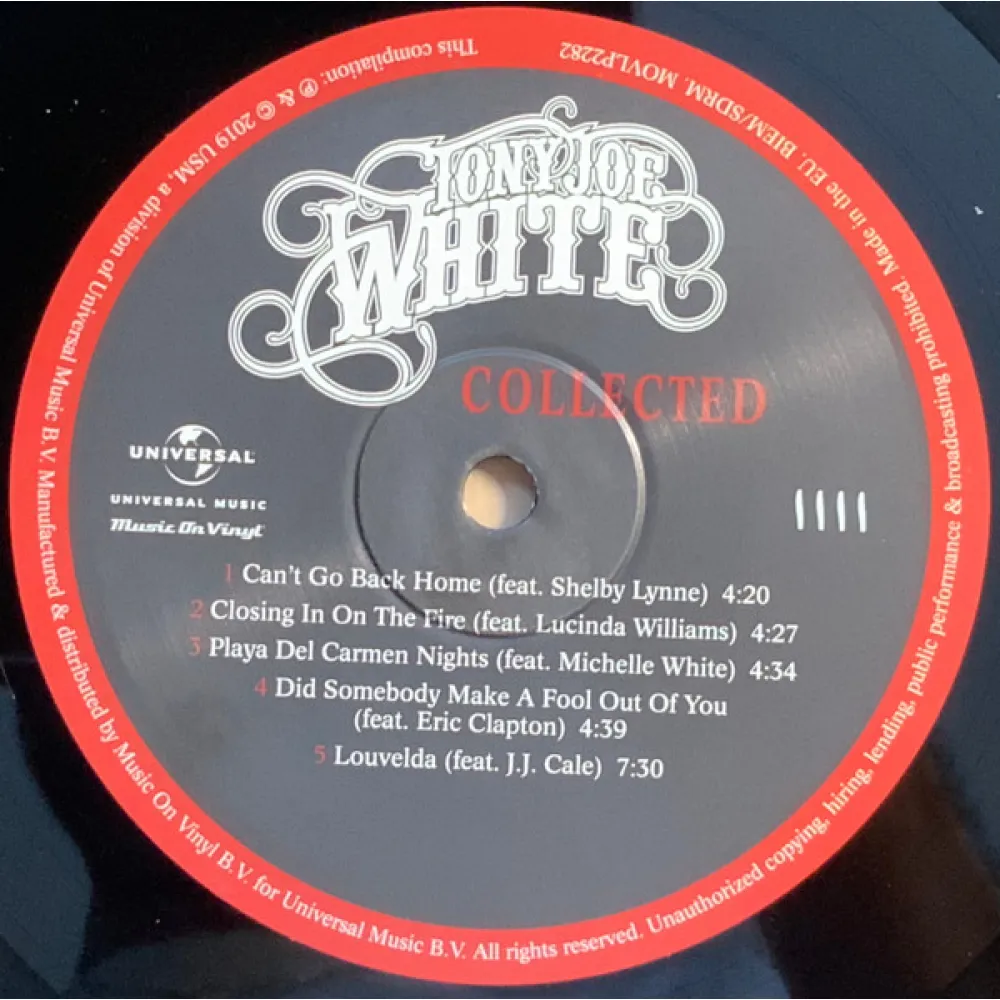 TONY JOE
WHITE
COLLECTED
UNIVERSAL
UNIVERSAL MUSIC
Music On Vinyl
IIII
1 Can't Go Back Home (feat. Shelby Lynne) 4:20
2 Closing In On The Fire (feat. Lucinda Williams) 4:27
3 Playa Del Carmen Nights (feat. Michelle White) 4:34
4 Did Somebody Make A Fool Out Of You
(feat. Eric Clapton) 4:39
5 Louvelda (feat. J.J. Cale) 7:30
This compilation: ℗ & © 2019 USM, a division of Universal Music B.V. Manufactured & distributed by Music On Vinyl B.V. for Universal Music B.V. All rights reserved. Unauthorized copying, hiring, lending, public performance & broadcasting prohibited. Made in the EU. BIEM/SDRM. MOVLP2282